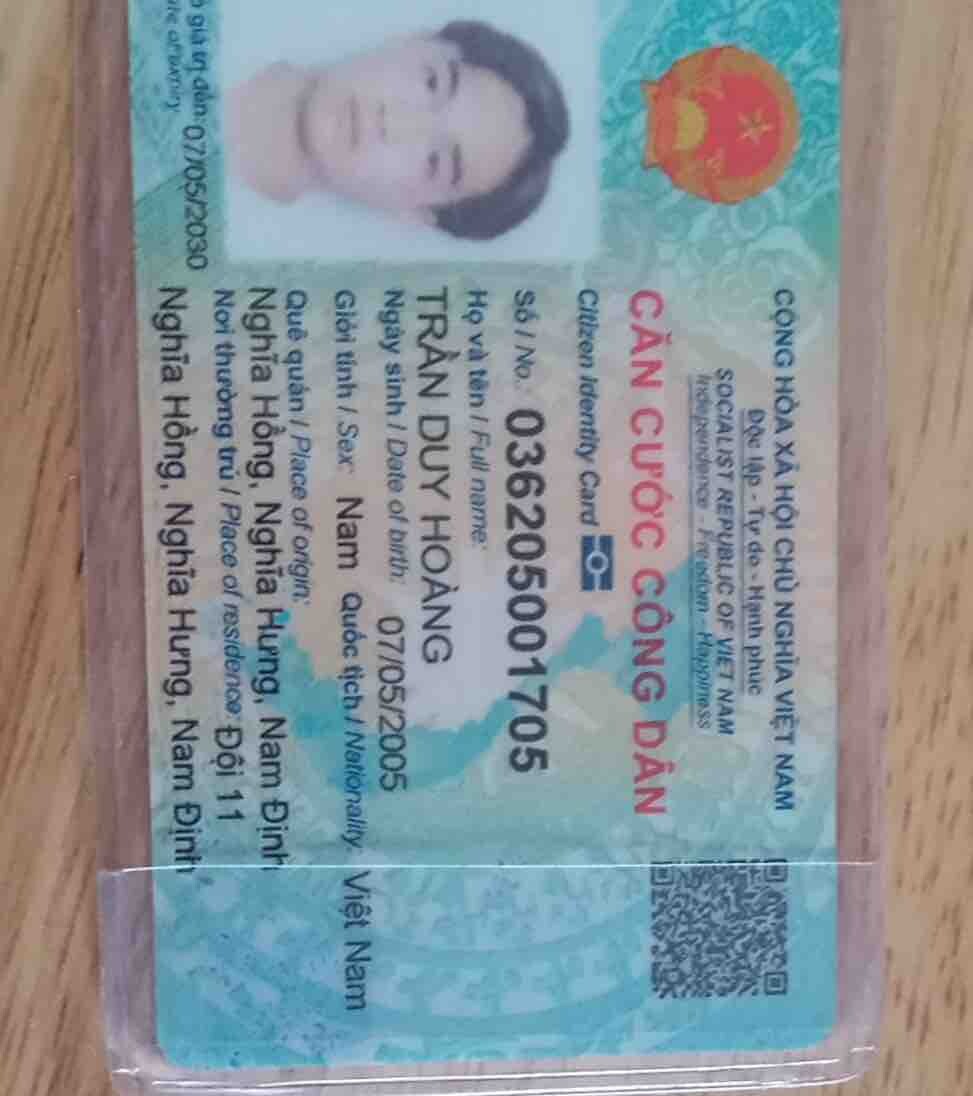 CỘNG HÒA XÃ HỘI CHỦ NGHĨA VIỆT NAM
Độc lập - Tự do - Hạnh phúc
SOCIALIST REPUBLIC OF VIET NAM
Independence - Freedom - Happiness
CĂN CƯỚC CÔNG DÂN
Citizen Identity Card
Số / No.: 036205001705
Họ và tên / Full name:
TRẦN DUY HOÀNG
Ngày sinh / Date of birth: 07/05/2005
Giới tính / Sex: Nam Quốc tịch / Nationality: Việt Nam
Quê quán / Place of origin:
Nghĩa Hồng, Nghĩa Hưng, Nam Định
Nơi thường trú / Place of residence: Đội 11
Nghĩa Hồng, Nghĩa Hưng, Nam Định
giá trị đến: 07/05/2030
of expiry